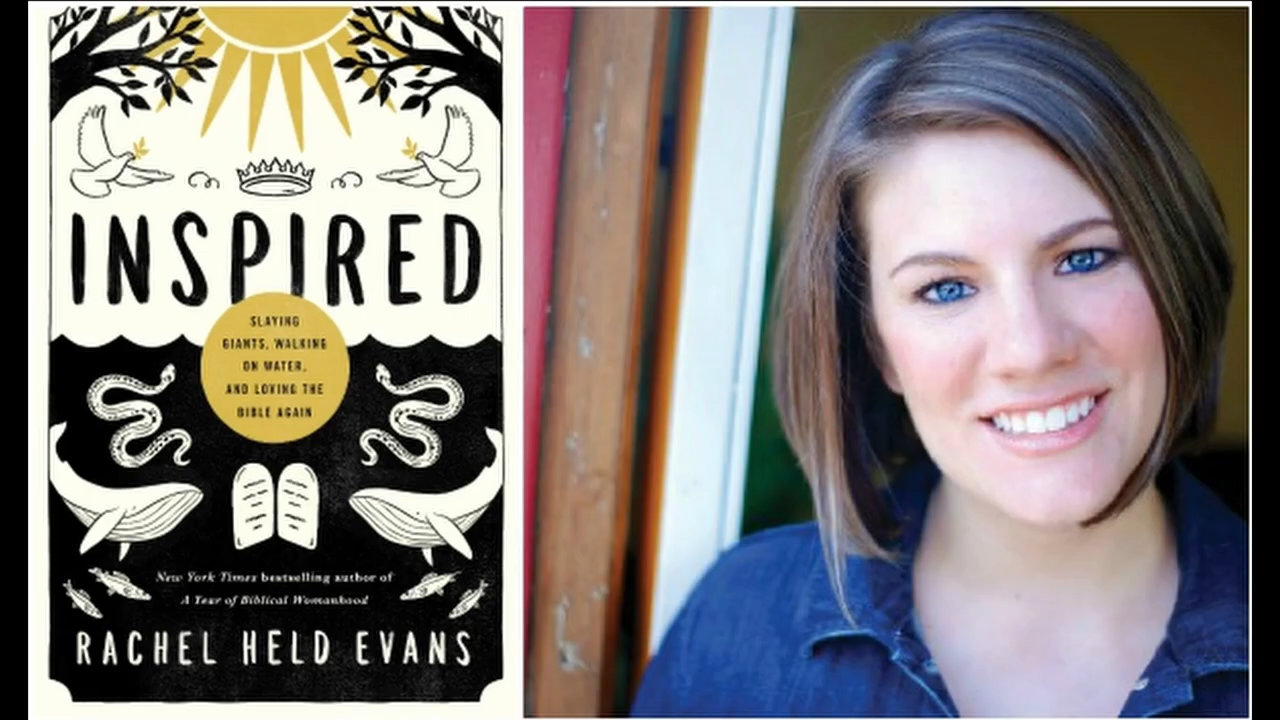 INSPIRED
SLAYING
GIANTS, WALKING
ON WATER,
AND LOVING THE
BIBLE AGAIN
New York Times bestselling author of
A Year of Biblical Womanhood
RACHEL HELD EVANS